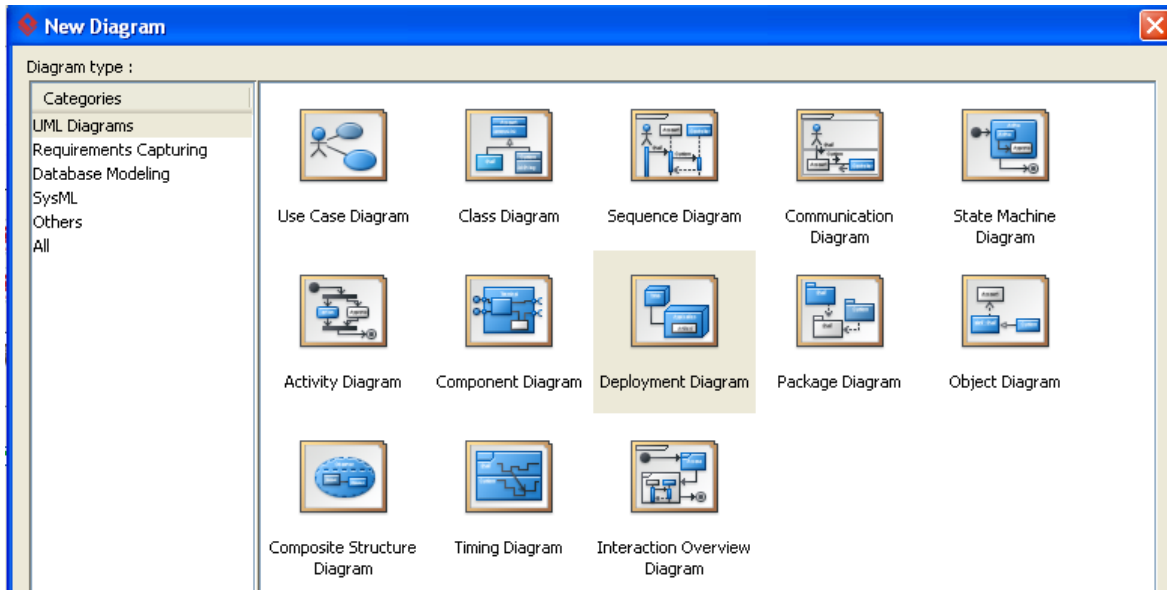 New Diagram
Diagram type :
Categories
UML Diagrams
Requirements Capturing
Database Modeling
SysML
Others
All
Use Case Diagram
Class Diagram
Sequence Diagram
Communication
Diagram
State Machine
Diagram
Activity Diagram
Component Diagram
Deployment Diagram
Package Diagram
Object Diagram
Composite Structure
Diagram
Timing Diagram
Interaction Overview
Diagram